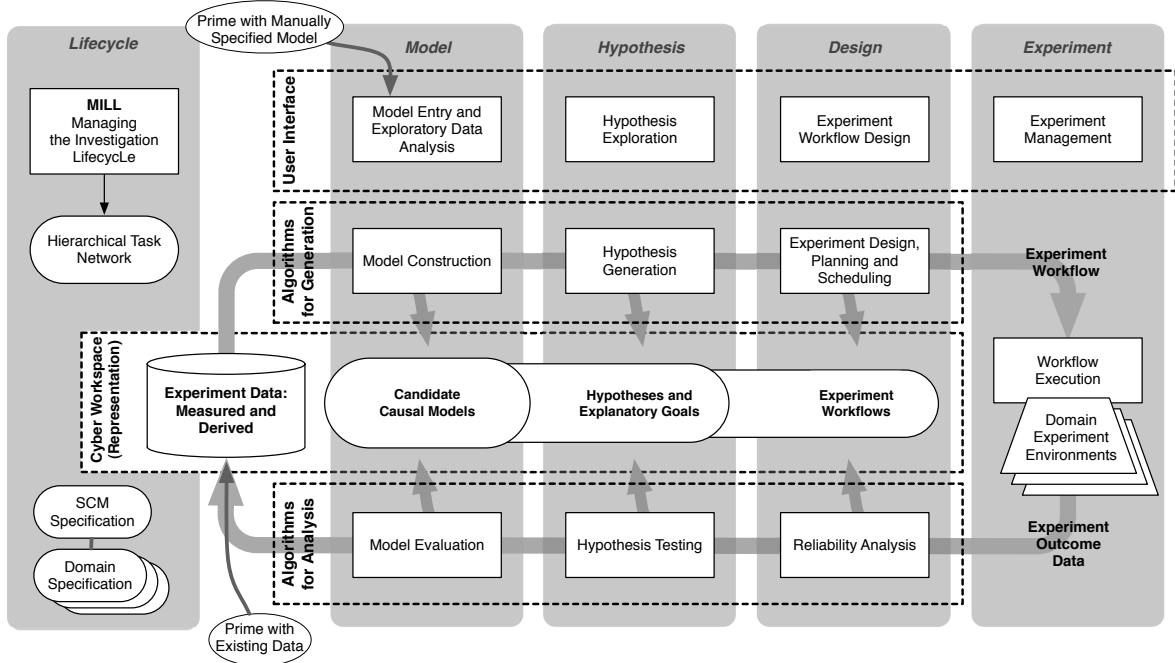 Prime with Manually
Specified Model
Lifecycle
Model
Hypothesis
Design
Experiment
User Interface
MILL
Managing
the Investigation
LifecycLe
Model Entry and
Exploratory Data
Analysis
Hypothesis
Exploration
Experiment
Workflow Design
Experiment
Management
Hierarchical Task
Network
Algorithms
for Generation
Model Construction
Hypothesis
Generation
Experiment Design,
Planning and
Scheduling
Experiment
Workflow
Cyber Workspace
(Representation)
Experiment Data:
Measured and
Derived
Candidate
Causal Models
Hypotheses and
Explanatory Goals
Experiment
Workflows
Workflow
Execution
Domain
Experiment
Environments
SCM
Specification
Domain
Specification
Algorithms
for Analysis
Model Evaluation
Hypothesis Testing
Reliability Analysis
Experiment
Outcome
Data
Prime with
Existing Data